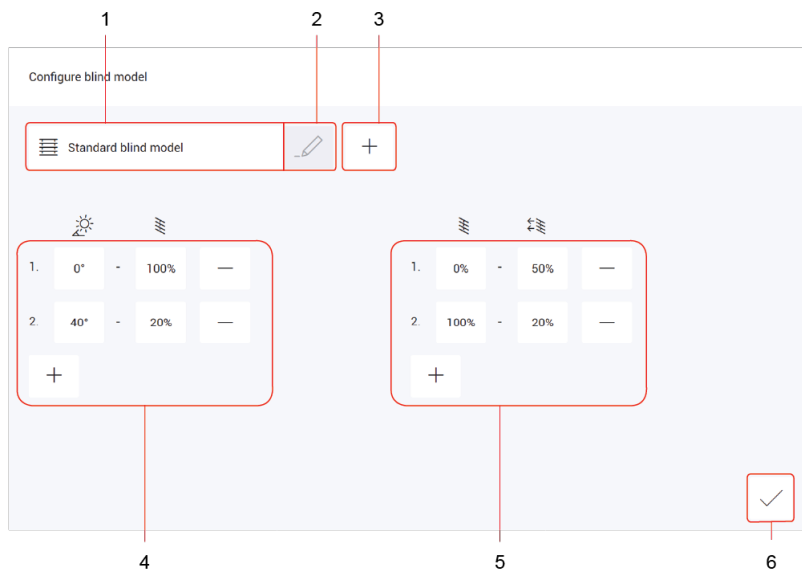 1 2 3
Configure blind model
Standard blind model
1. 0° - 100% 1. 0% - 50%
2. 40° - 20% 2. 100% - 20%
4 5 6